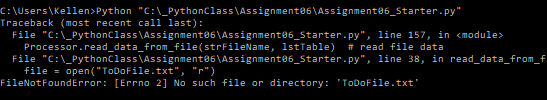 C:\Users\Kellen>Python "C:\_PythonClass\Assignment06\Assignment06_Starter.py"
Traceback (most recent call last):
  File "C:\_PythonClass\Assignment06\Assignment06_Starter.py", line 157, in <module>
    Processor.read_data_from_file(strFileName, lstTable)  # read file data
  File "C:\_PythonClass\Assignment06\Assignment06_Starter.py", line 38, in read_data_from_f
    file = open("ToDoFile.txt", "r")
FileNotFoundError: [Errno 2] No such file or directory: 'ToDoFile.txt'